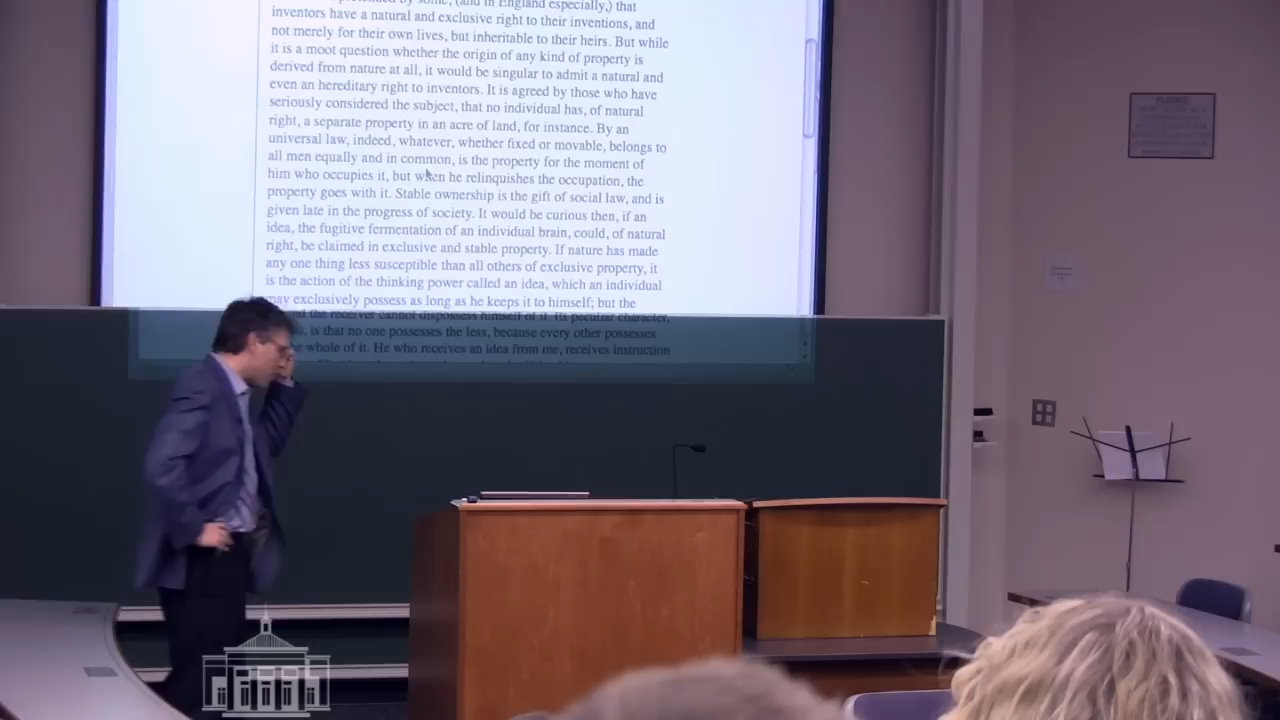 pretended by some, (and in England especially,) that
inventors have a natural and exclusive right to their inventions, and
not merely for their own lives, but inheritable to their heirs. But while
it is a moot question whether the origin of any kind of property is
derived from nature at all, it would be singular to admit a natural and
even an hereditary right to inventors. It is agreed by those who have
seriously considered the subject, that no individual has, of natural
right, a separate property in an acre of land, for instance. By an
universal law, indeed, whatever, whether fixed or movable, belongs to
all men equally and in common, is the property for the moment of
him who occupies it, but when he relinquishes the occupation, the
property goes with it. Stable ownership is the gift of social law, and is
given late in the progress of society. It would be curious then, if an
idea, the fugitive fermentation of an individual brain, could, of natural
right, be claimed in exclusive and stable property. If nature has made
any one thing less susceptible than all others of exclusive property, it
is the action of the thinking power called an idea, which an individual
may exclusively possess as long as he keeps it to himself; but the
and the receiver cannot dispossess himself of it. Its peculiar character,
is that no one possesses the less, because every other possesses
whole of it. He who receives an idea from me, receives instruction